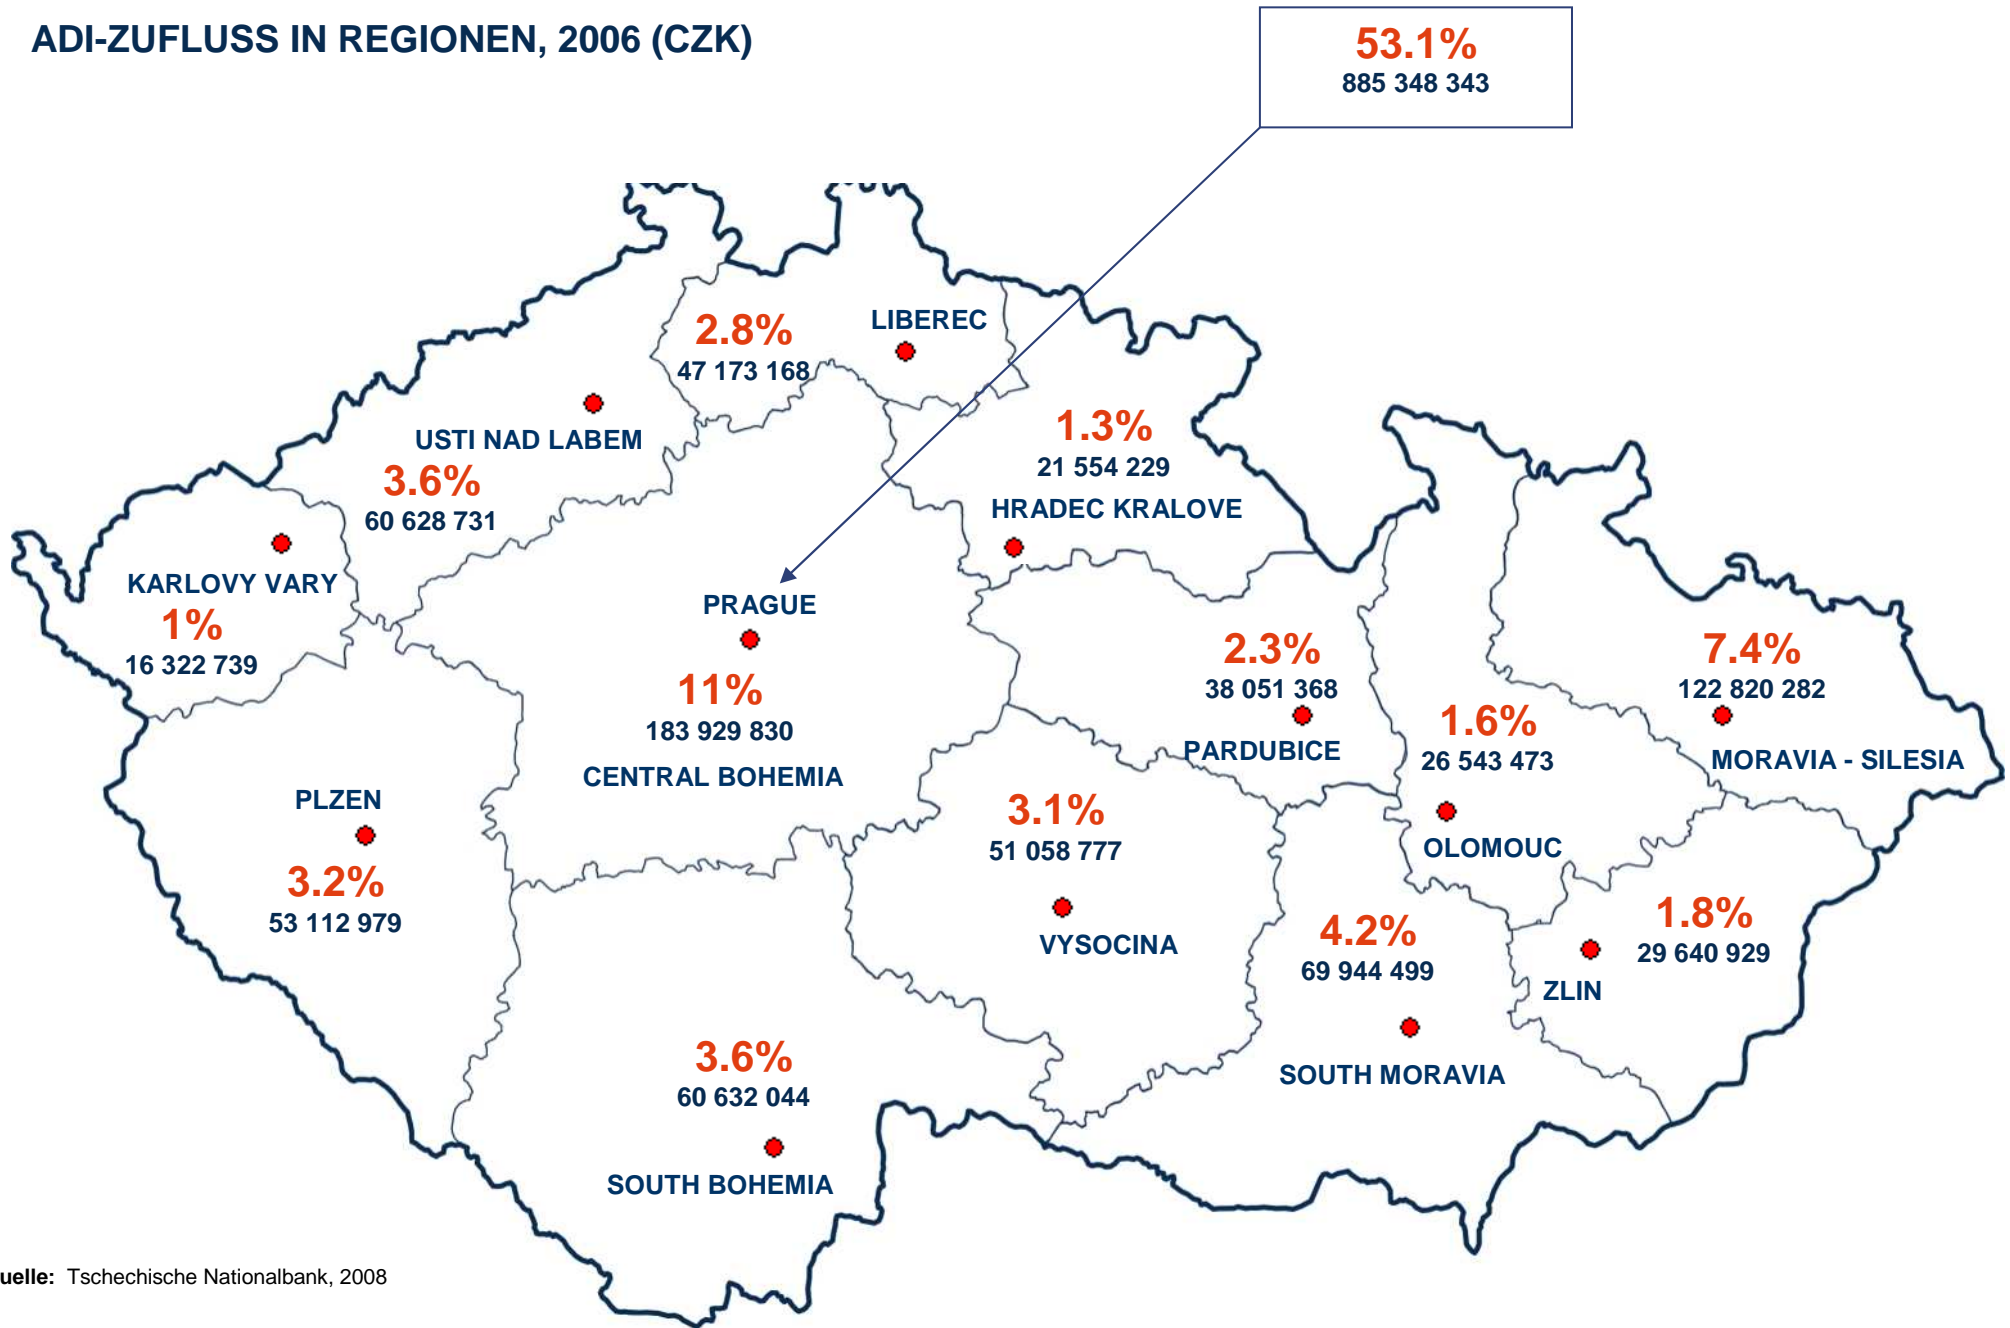 ADI-ZUFLUSS IN REGIONEN, 2006 (CZK)
53.1%
885 348 343
LIBEREC
2.8%
47 173 168
USTI NAD LABEM
3.6%
60 628 731
1.3%
21 554 229
HRADEC KRALOVE
KARLOVY VARY
1%
16 322 739
PRAGUE
11%
183 929 830
CENTRAL BOHEMIA
2.3%
38 051 368
PARDUBICE
7.4%
122 820 282
MORAVIA - SILESIA
1.6%
26 543 473
OLOMOUC
PLZEN
3.2%
53 112 979
3.1%
51 058 777
VYSOCINA
4.2%
69 944 499
SOUTH MORAVIA
1.8%
29 640 929
ZLIN
3.6%
60 632 044
SOUTH BOHEMIA
uelle: Tschechische Nationalbank, 2008